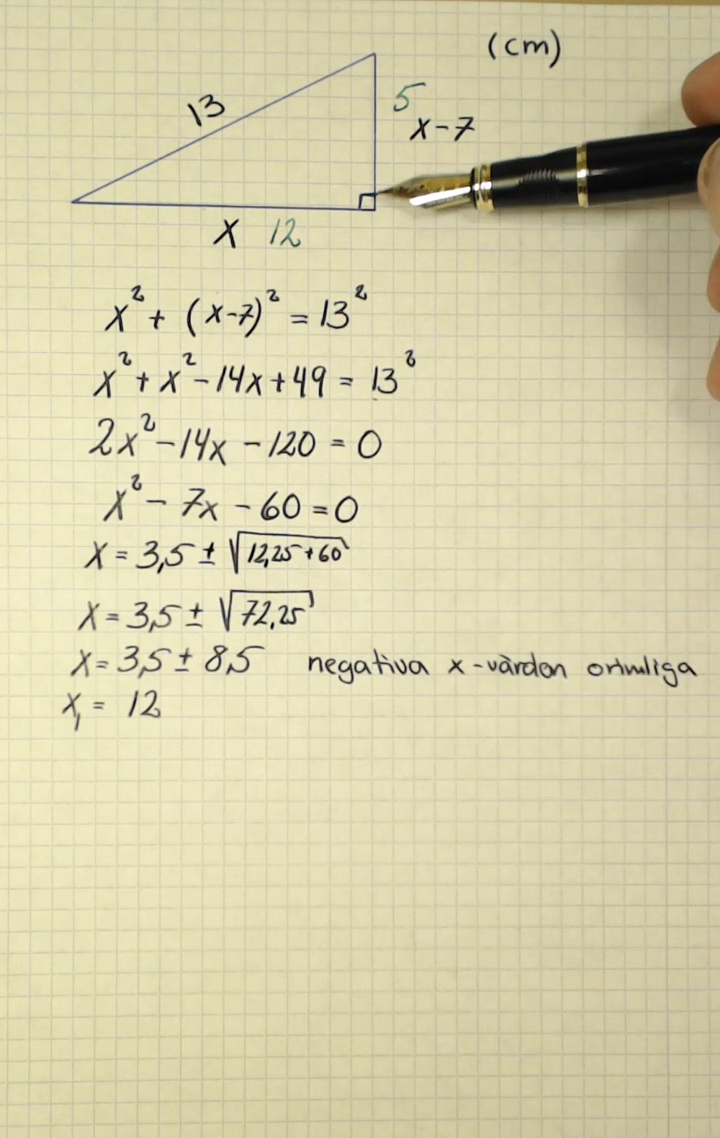 (cm)
13
5
x-7
x 12
x² + (x-7)² = 13²
x² + x² - 14x + 49 = 13²
2x² - 14x - 120 = 0
x² - 7x - 60 = 0
x = 3,5 ± √12,25+60
x = 3,5 ± √72,25
x = 3,5 ± 8,5 negativa x-värden orimliga
x₁ = 12